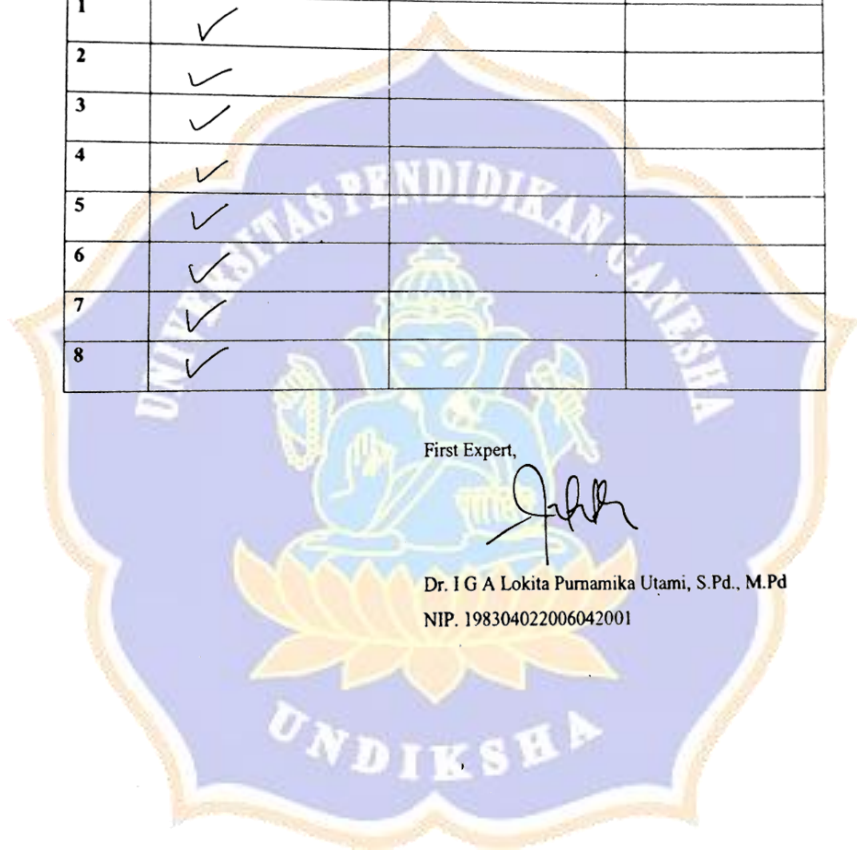 1 ✓
2 ✓
3 ✓
4 ✓
5 ✓
6 ✓
7 ✓
8 ✓
UNIVERSITAS PENDIDIKAN GANESHA
First Expert,
Dr. I G A Lokita Purnamika Utami, S.Pd., M.Pd
NIP. 198304022006042001
UNDIKSHA